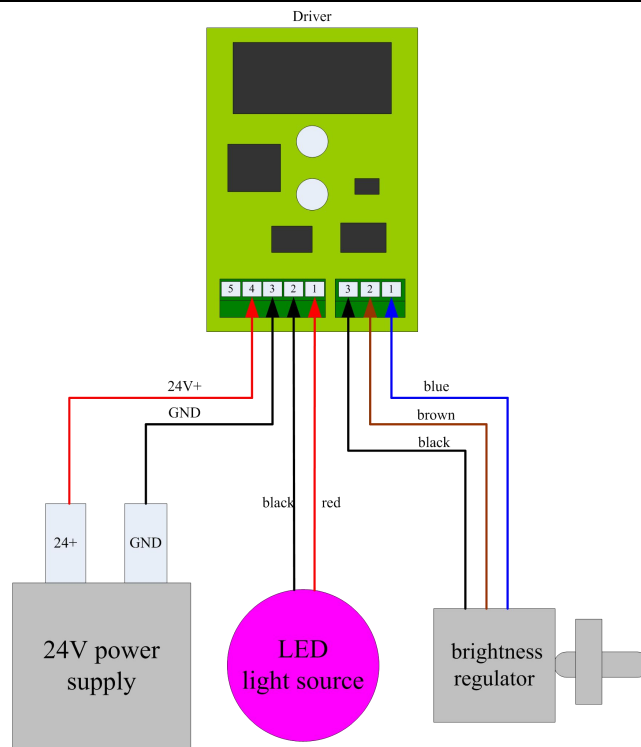 Driver
5 4 3 2 1
3 2 1
24V+
blue
GND
brown
black
black
red
24+
GND
24V power
supply
LED
light source
brightness
regulator